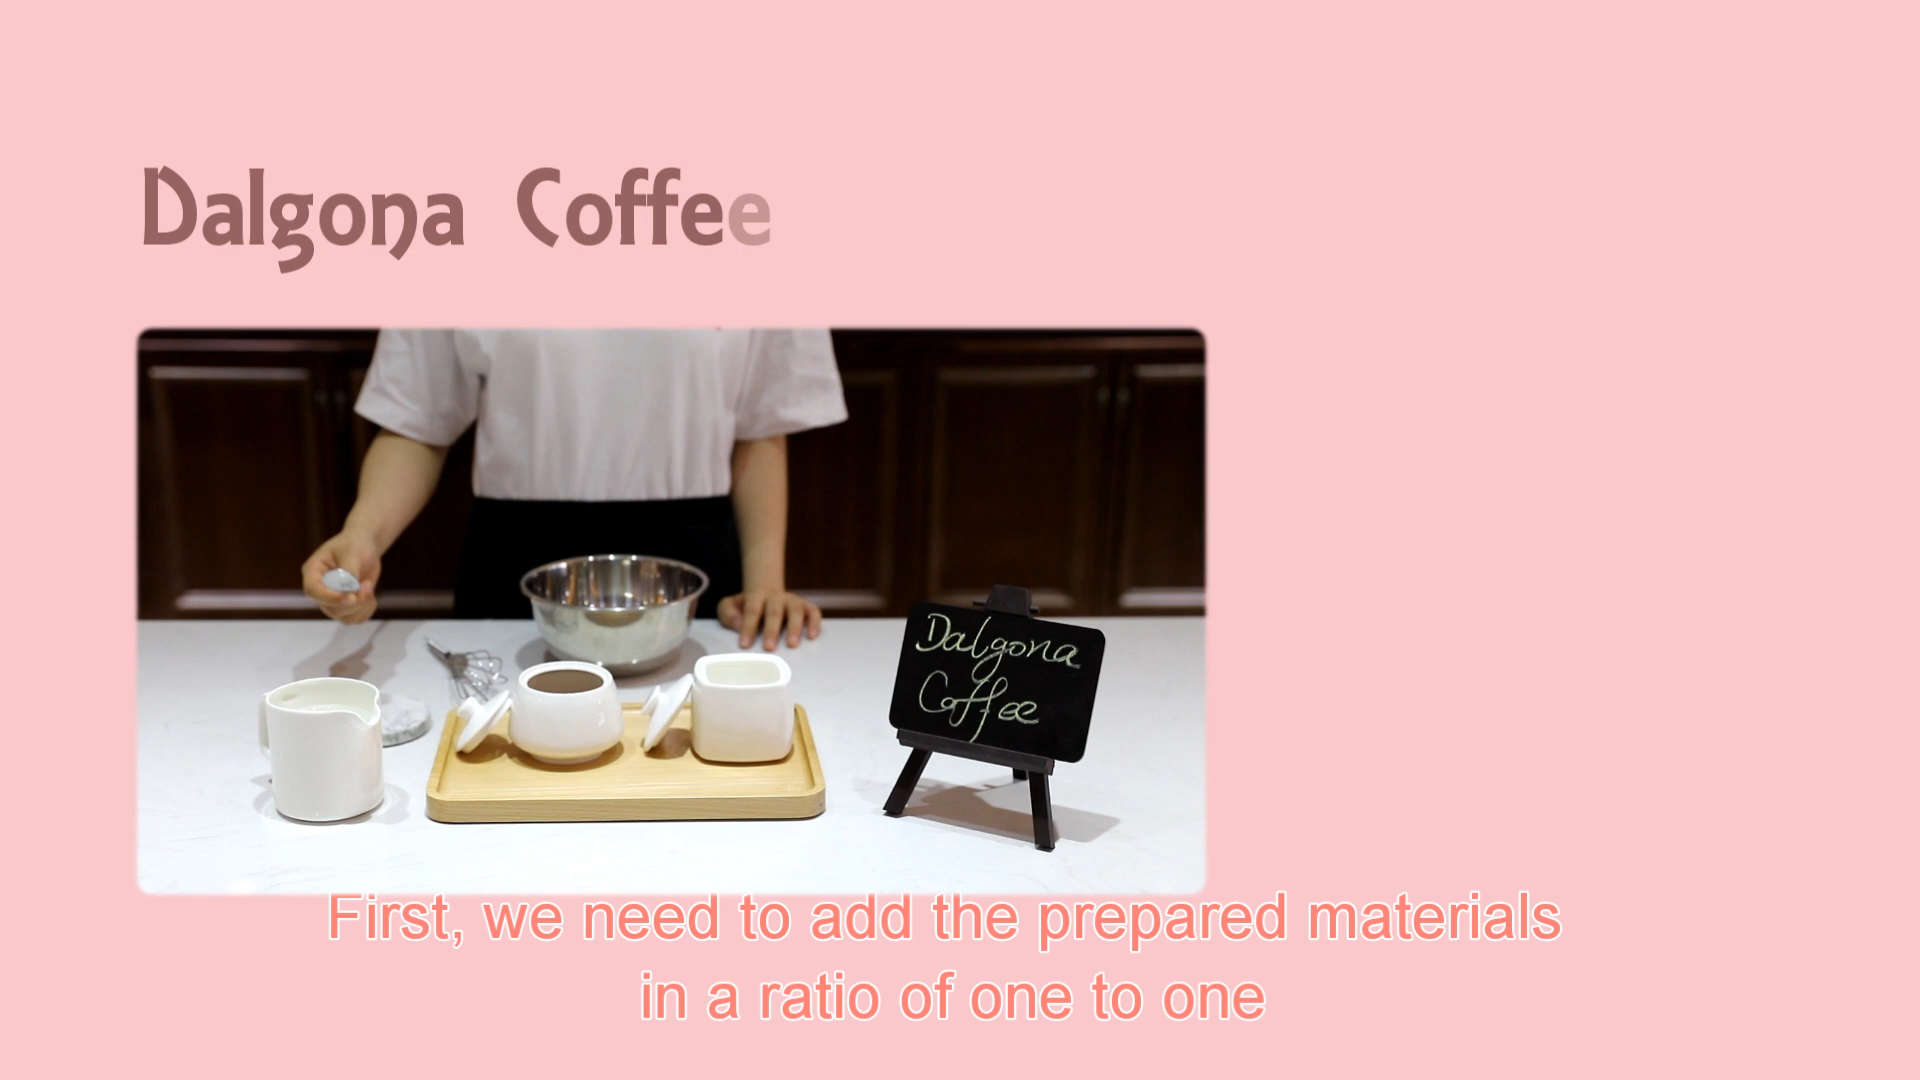 Dalgona Coffee
Dalgona
Coffee
First, we need to add the prepared materials
in a ratio of one to one